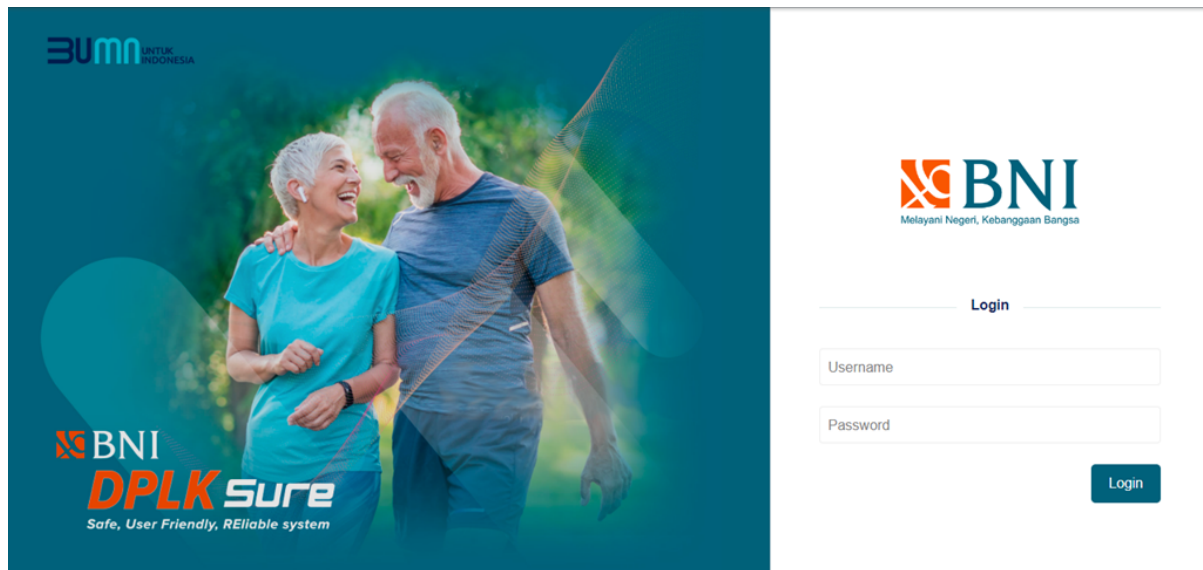 BUMN UNTUK
INDONESIA
BNI
DPLK Sure
Safe, User Friendly, REliable system
BNI
Melayani Negeri, Kebanggaan Bangsa
Login
Username
Password
Login